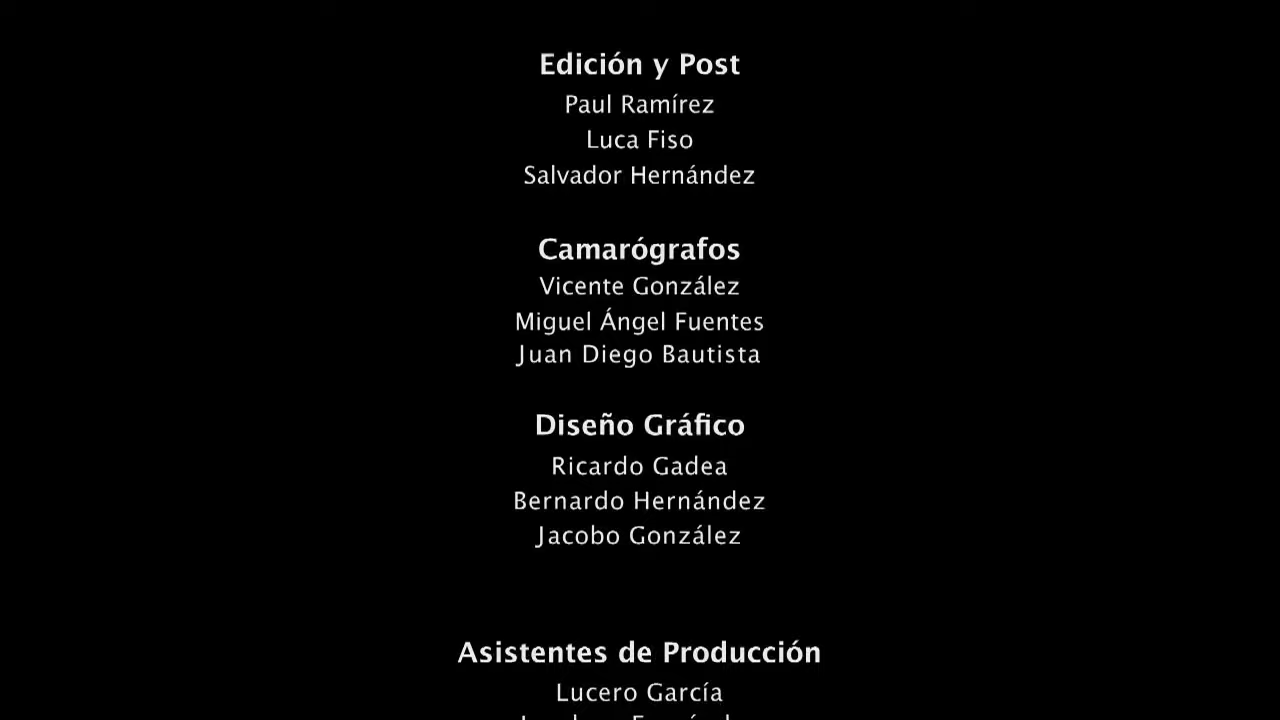 Edición y Post
Paul Ramírez
Luca Fiso
Salvador Hernández
Camarógrafos
Vicente González
Miguel Ángel Fuentes
Juan Diego Bautista
Diseño Gráfico
Ricardo Gadea
Bernardo Hernández
Jacobo González
Asistentes de Producción
Lucero García